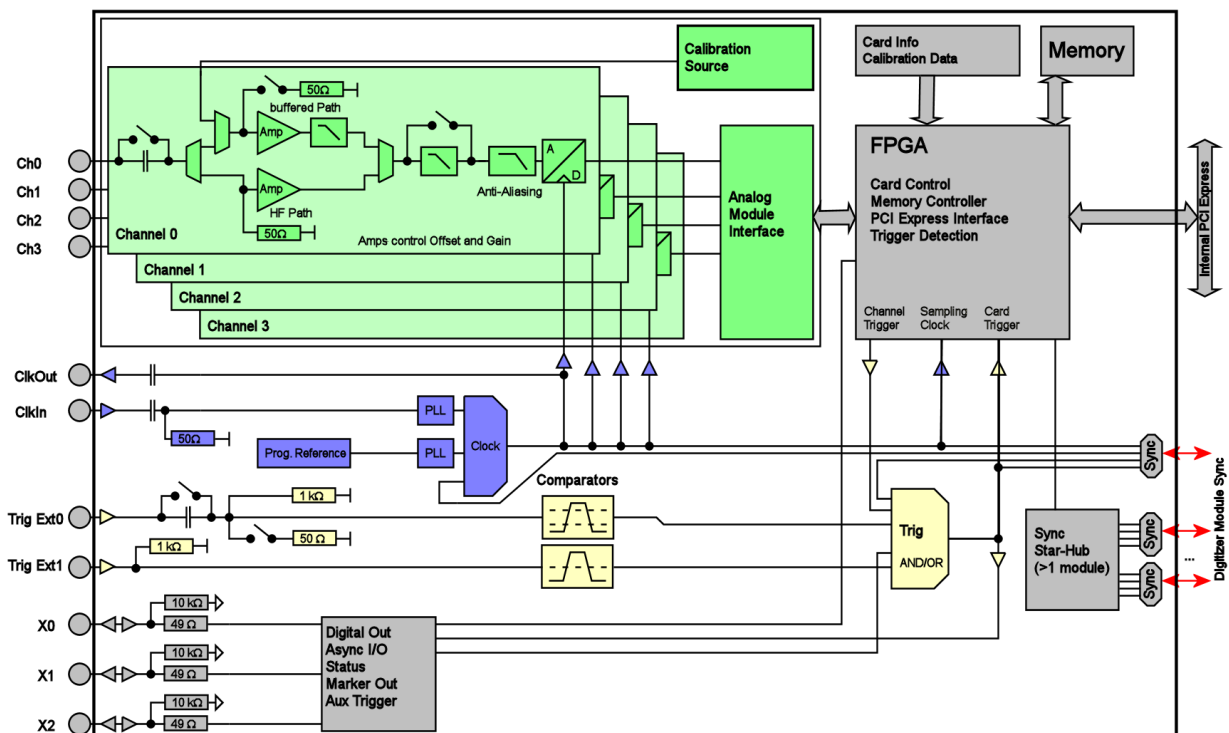 Calibration
Source
Card Info
Calibration Data
Memory
50Ω
buffered Path
Amp
Ch0
Ch1
Ch2
Ch3
Amp
HF Path
50Ω
A
D
Anti-Aliasing
Channel 0
Amps control Offset and Gain
Channel 1
Channel 2
Channel 3
Analog
Module
Interface
FPGA
Card Control
Memory Controller
PCI Express Interface
Trigger Detection
Channel
Trigger
Sampling
Clock
Card
Trigger
Internal PCI Express
ClkOut
ClkIn
50Ω
PLL
Prog. Reference
PLL
Clock
Sync
Comparators
Trig Ext0
1 kΩ
50 Ω
Trig Ext1
1 kΩ
Trig
AND/OR
Sync
Star-Hub
(>1 module)
Sync
...
Sync
Digitizer Module Sync
X0
10 kΩ
49 Ω
X1
10 kΩ
49 Ω
X2
10 kΩ
49 Ω
Digital Out
Async I/O
Status
Marker Out
Aux Trigger